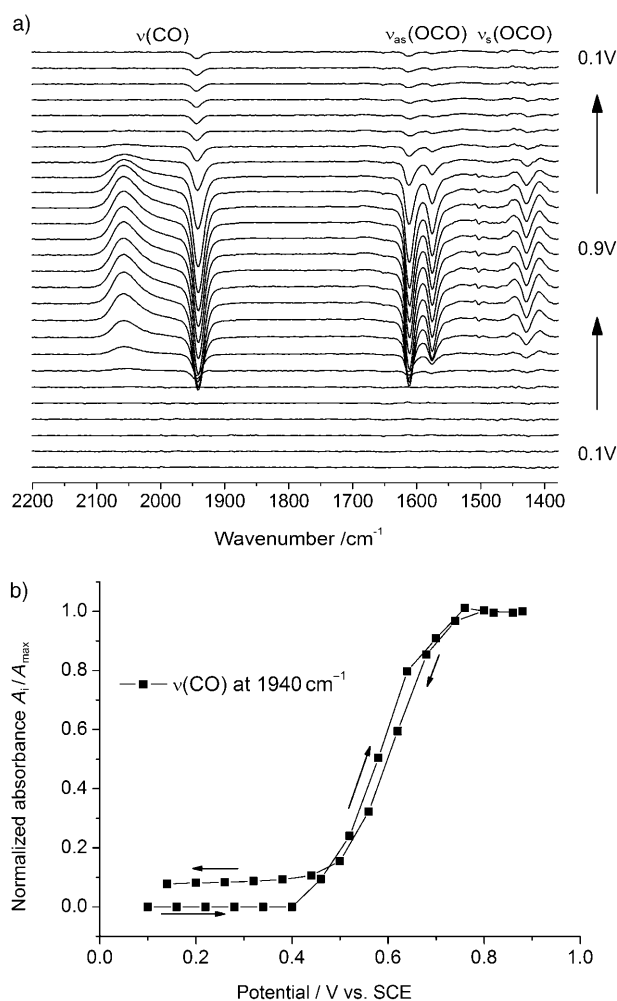 a)
ν(CO)
νas(OCO)
νs(OCO)
0.1V
0.9V
0.1V
2200 2100 2000 1900 1800 1700 1600 1500 1400
Wavenumber /cm⁻¹
b)
1.0
0.8
0.6
0.4
0.2
0.0
Normalized absorbance Ai / Amax
ν(CO) at 1940 cm⁻¹
0.0 0.2 0.4 0.6 0.8 1.0
Potential / V vs. SCE